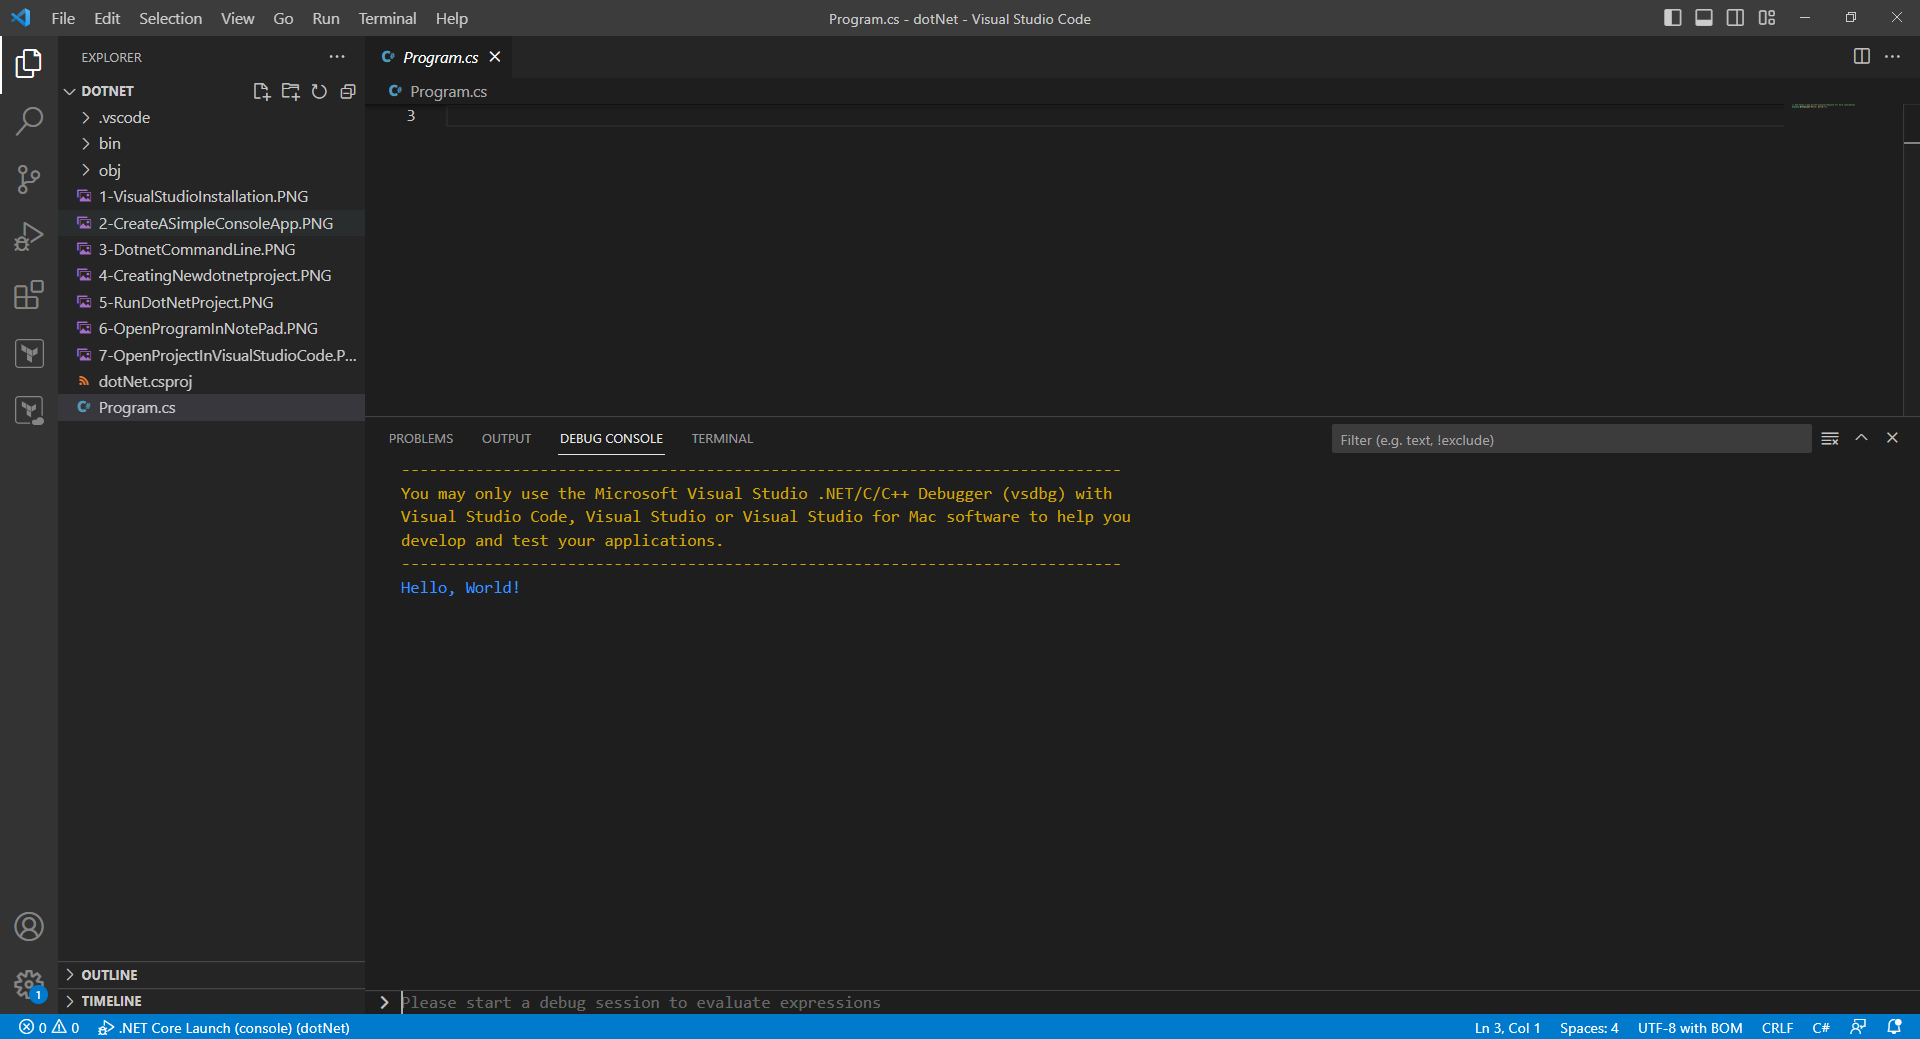 File Edit Selection View Go Run Terminal Help
Program.cs - dotNet - Visual Studio Code
EXPLORER
DOTNET
.vscode
bin
obj
1-VisualStudioInstallation.PNG
2-CreateASimpleConsoleApp.PNG
3-DotnetCommandLine.PNG
4-CreatingNewdotnetproject.PNG
5-RunDotNetProject.PNG
6-OpenProgramInNotePad.PNG
7-OpenProjectInVisualStudioCode.P...
dotNet.csproj
C# Program.cs
OUTLINE
TIMELINE
C# Program.cs
C# Program.cs
3
PROBLEMS OUTPUT DEBUG CONSOLE TERMINAL
Filter (e.g. text, !exclude)
------------------------------------------------------------------------------
You may only use the Microsoft Visual Studio .NET/C/C++ Debugger (vsdbg) with
Visual Studio Code, Visual Studio or Visual Studio for Mac software to help you
develop and test your applications.
------------------------------------------------------------------------------
Hello, World!
Please start a debug session to evaluate expressions
1
0 0 .NET Core Launch (console) (dotNet)
Ln 3, Col 1 Spaces: 4 UTF-8 with BOM CRLF C#